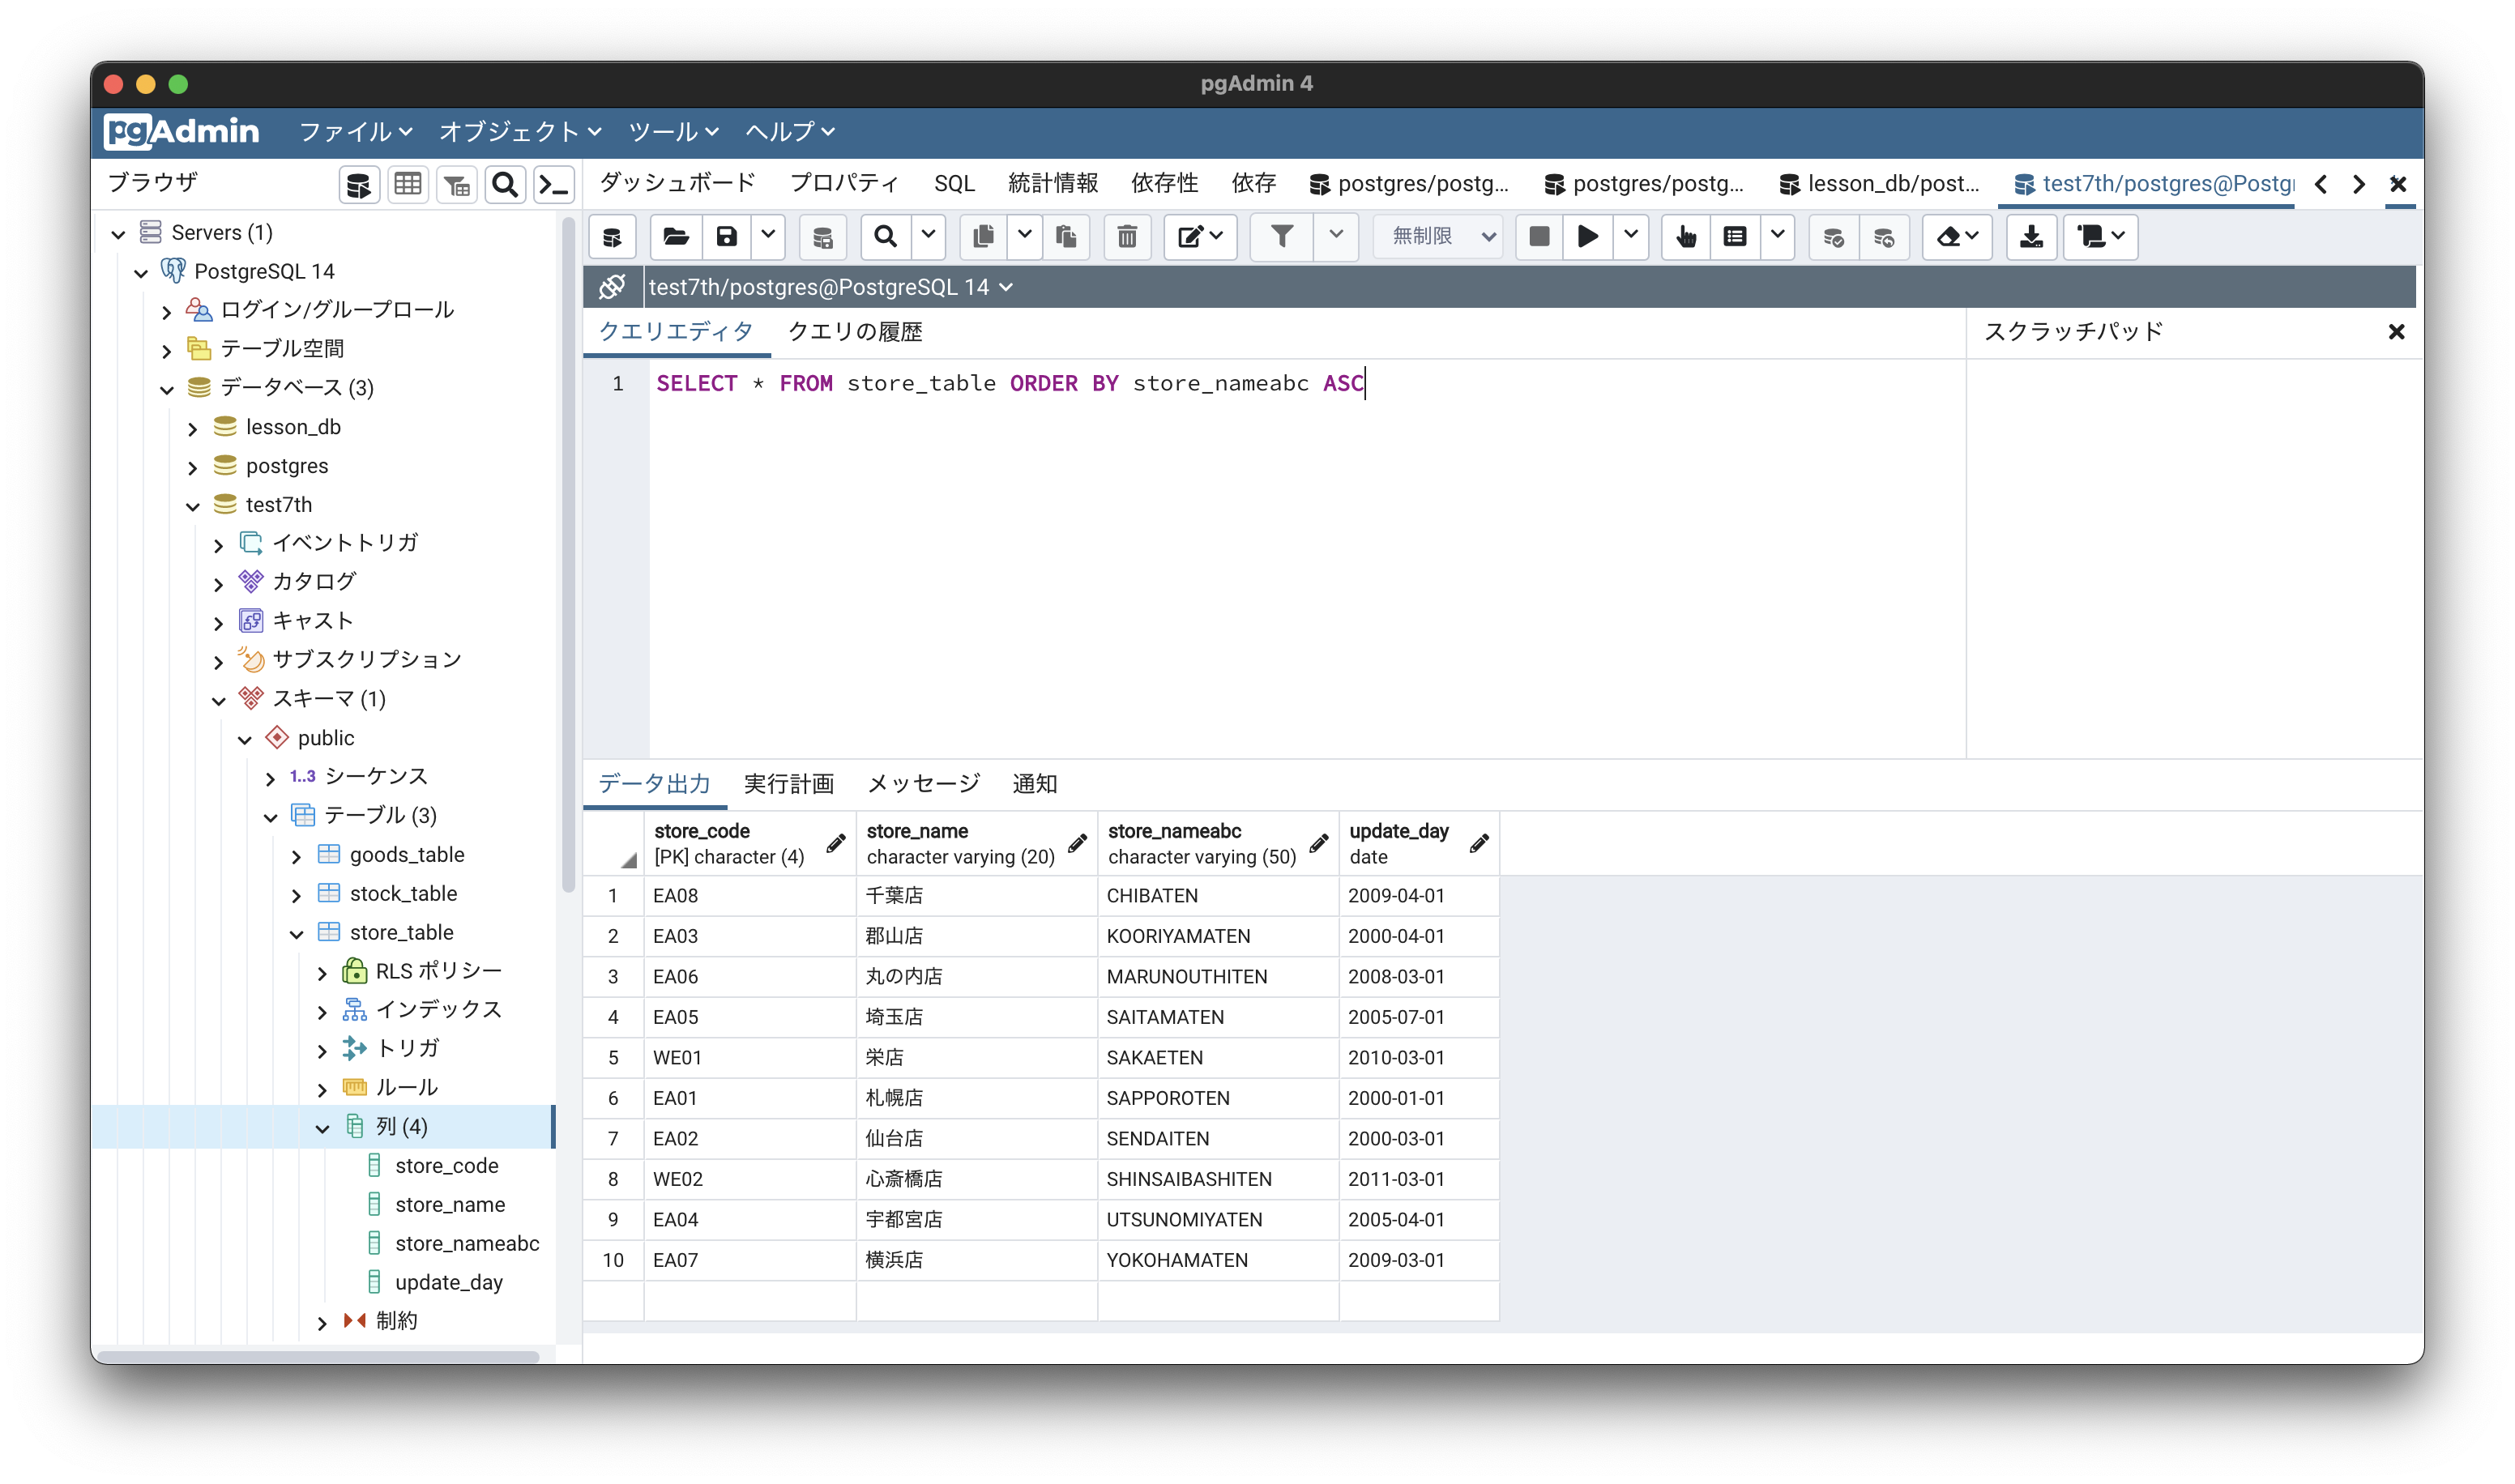 pgAdmin 4
pgAdmin ファイル オブジェクト ツール ヘルプ
ブラウザ
ダッシュボード プロパティ SQL 統計情報 依存性 依存 postgres/postg... postgres/postg... lesson_db/post... test7th/postgres@Postg
Servers (1)
PostgreSQL 14
ログイン/グループロール
テーブル空間
データベース (3)
lesson_db
postgres
test7th
イベントトリガ
カタログ
キャスト
サブスクリプション
スキーマ (1)
public
1..3 シーケンス
テーブル (3)
goods_table
stock_table
store_table
RLS ポリシー
インデックス
トリガ
ルール
列 (4)
store_code
store_name
store_nameabc
update_day
制約
無制限
test7th/postgres@PostgreSQL 14
クエリエディタ クエリの履歴
スクラッチパッド
1 SELECT * FROM store_table ORDER BY store_nameabc ASC
データ出力 実行計画 メッセージ 通知
store_code store_name store_nameabc update_day
[PK] character (4) character varying (20) character varying (50) date
1 EA08 千葉店 CHIBATEN 2009-04-01
2 EA03 郡山店 KOORIYAMATEN 2000-04-01
3 EA06 丸の内店 MARUNOUTHITEN 2008-03-01
4 EA05 埼玉店 SAITAMATEN 2005-07-01
5 WE01 栄店 SAKAETEN 2010-03-01
6 EA01 札幌店 SAPPOROTEN 2000-01-01
7 EA02 仙台店 SENDAITEN 2000-03-01
8 WE02 心斎橋店 SHINSAIBASHITEN 2011-03-01
9 EA04 宇都宮店 UTSUNOMIYATEN 2005-04-01
10 EA07 横浜店 YOKOHAMATEN 2009-03-01